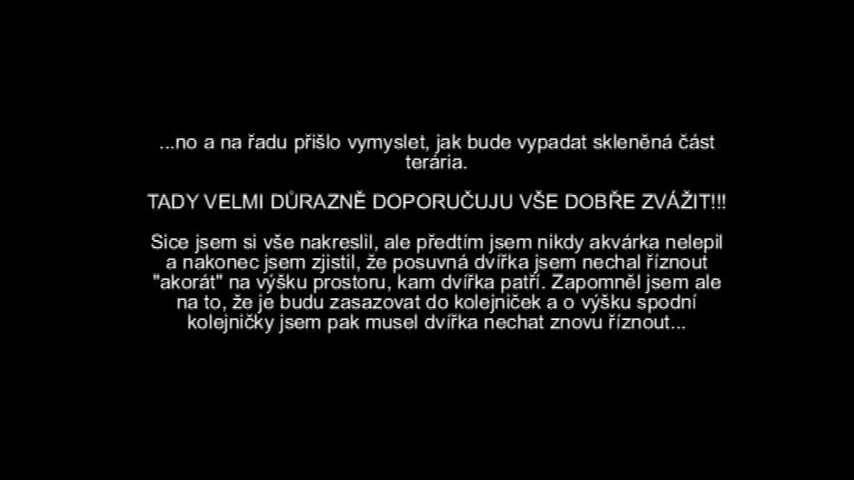 ...no a na řadu přišlo vymyslet, jak bude vypadat skleněná část
terária.
TADY VELMI DŮRAZNĚ DOPORUČUJU VŠE DOBŘE ZVÁŽIT!!!
Sice jsem si vše nakreslil, ale předtím jsem nikdy akvárka nelepil
a nakonec jsem zjistil, že posuvná dvířka jsem nechal říznout
"akorát" na výšku prostoru, kam dvířka patří. Zapomněl jsem ale
na to, že je budu zasazovat do kolejniček a o výšku spodní
kolejničky jsem pak musel dvířka nechat znovu říznout...